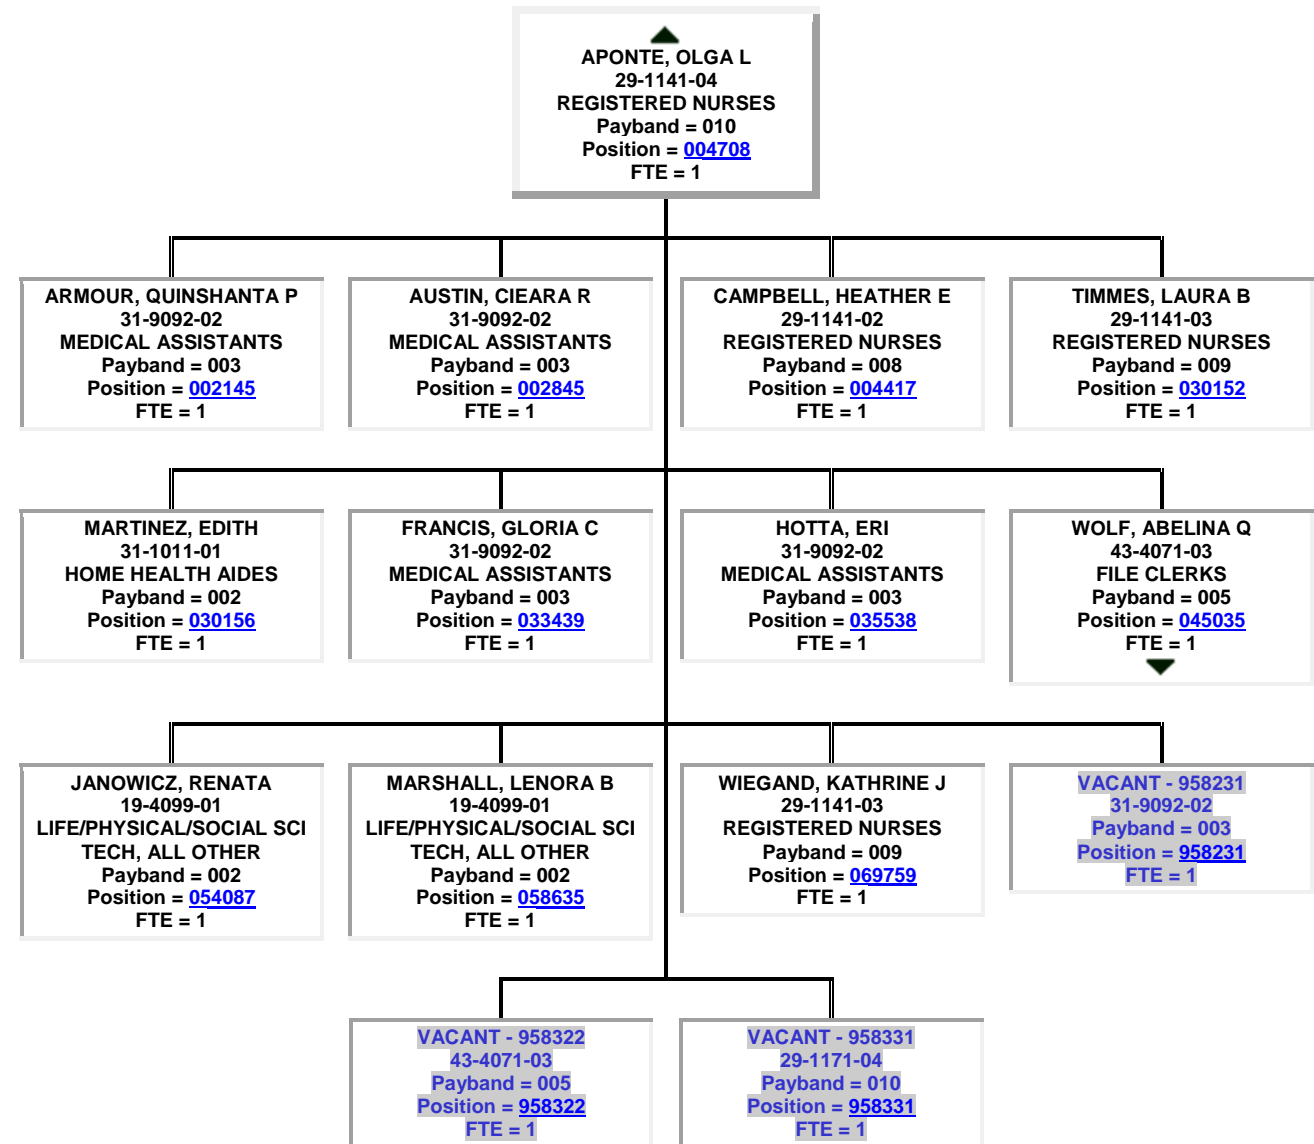 APONTE, OLGA L
29-1141-04
REGISTERED NURSES
Payband = 010
Position = 004708
FTE = 1
ARMOUR, QUINSHANTA P
31-9092-02
MEDICAL ASSISTANTS
Payband = 003
Position = 002145
FTE = 1
AUSTIN, CIEARA R
31-9092-02
MEDICAL ASSISTANTS
Payband = 003
Position = 002845
FTE = 1
CAMPBELL, HEATHER E
29-1141-02
REGISTERED NURSES
Payband = 008
Position = 004417
FTE = 1
TIMMES, LAURA B
29-1141-03
REGISTERED NURSES
Payband = 009
Position = 030152
FTE = 1
MARTINEZ, EDITH
31-1011-01
HOME HEALTH AIDES
Payband = 002
Position = 030156
FTE = 1
FRANCIS, GLORIA C
31-9092-02
MEDICAL ASSISTANTS
Payband = 003
Position = 033439
FTE = 1
HOTTA, ERI
31-9092-02
MEDICAL ASSISTANTS
Payband = 003
Position = 035538
FTE = 1
WOLF, ABELINA Q
43-4071-03
FILE CLERKS
Payband = 005
Position = 045035
FTE = 1
JANOWICZ, RENATA
19-4099-01
LIFE/PHYSICAL/SOCIAL SCI
TECH, ALL OTHER
Payband = 002
Position = 054087
FTE = 1
MARSHALL, LENORA B
19-4099-01
LIFE/PHYSICAL/SOCIAL SCI
TECH, ALL OTHER
Payband = 002
Position = 058635
FTE = 1
WIEGAND, KATHRINE J
29-1141-03
REGISTERED NURSES
Payband = 009
Position = 069759
FTE = 1
VACANT - 958231
31-9092-02
Payband = 003
Position = 958231
FTE = 1
VACANT - 958322
43-4071-03
Payband = 005
Position = 958322
FTE = 1
VACANT - 958331
29-1171-04
Payband = 010
Position = 958331
FTE = 1